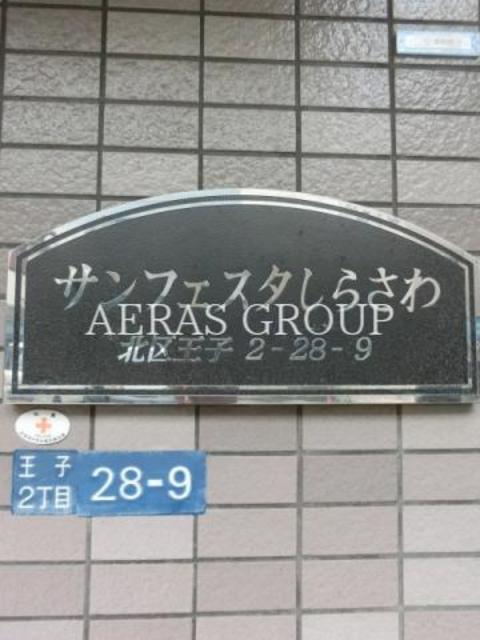 サンフェスタしらさわ
AERAS GROUP
北区王子 2-28-9
王子
2丁目
28-9